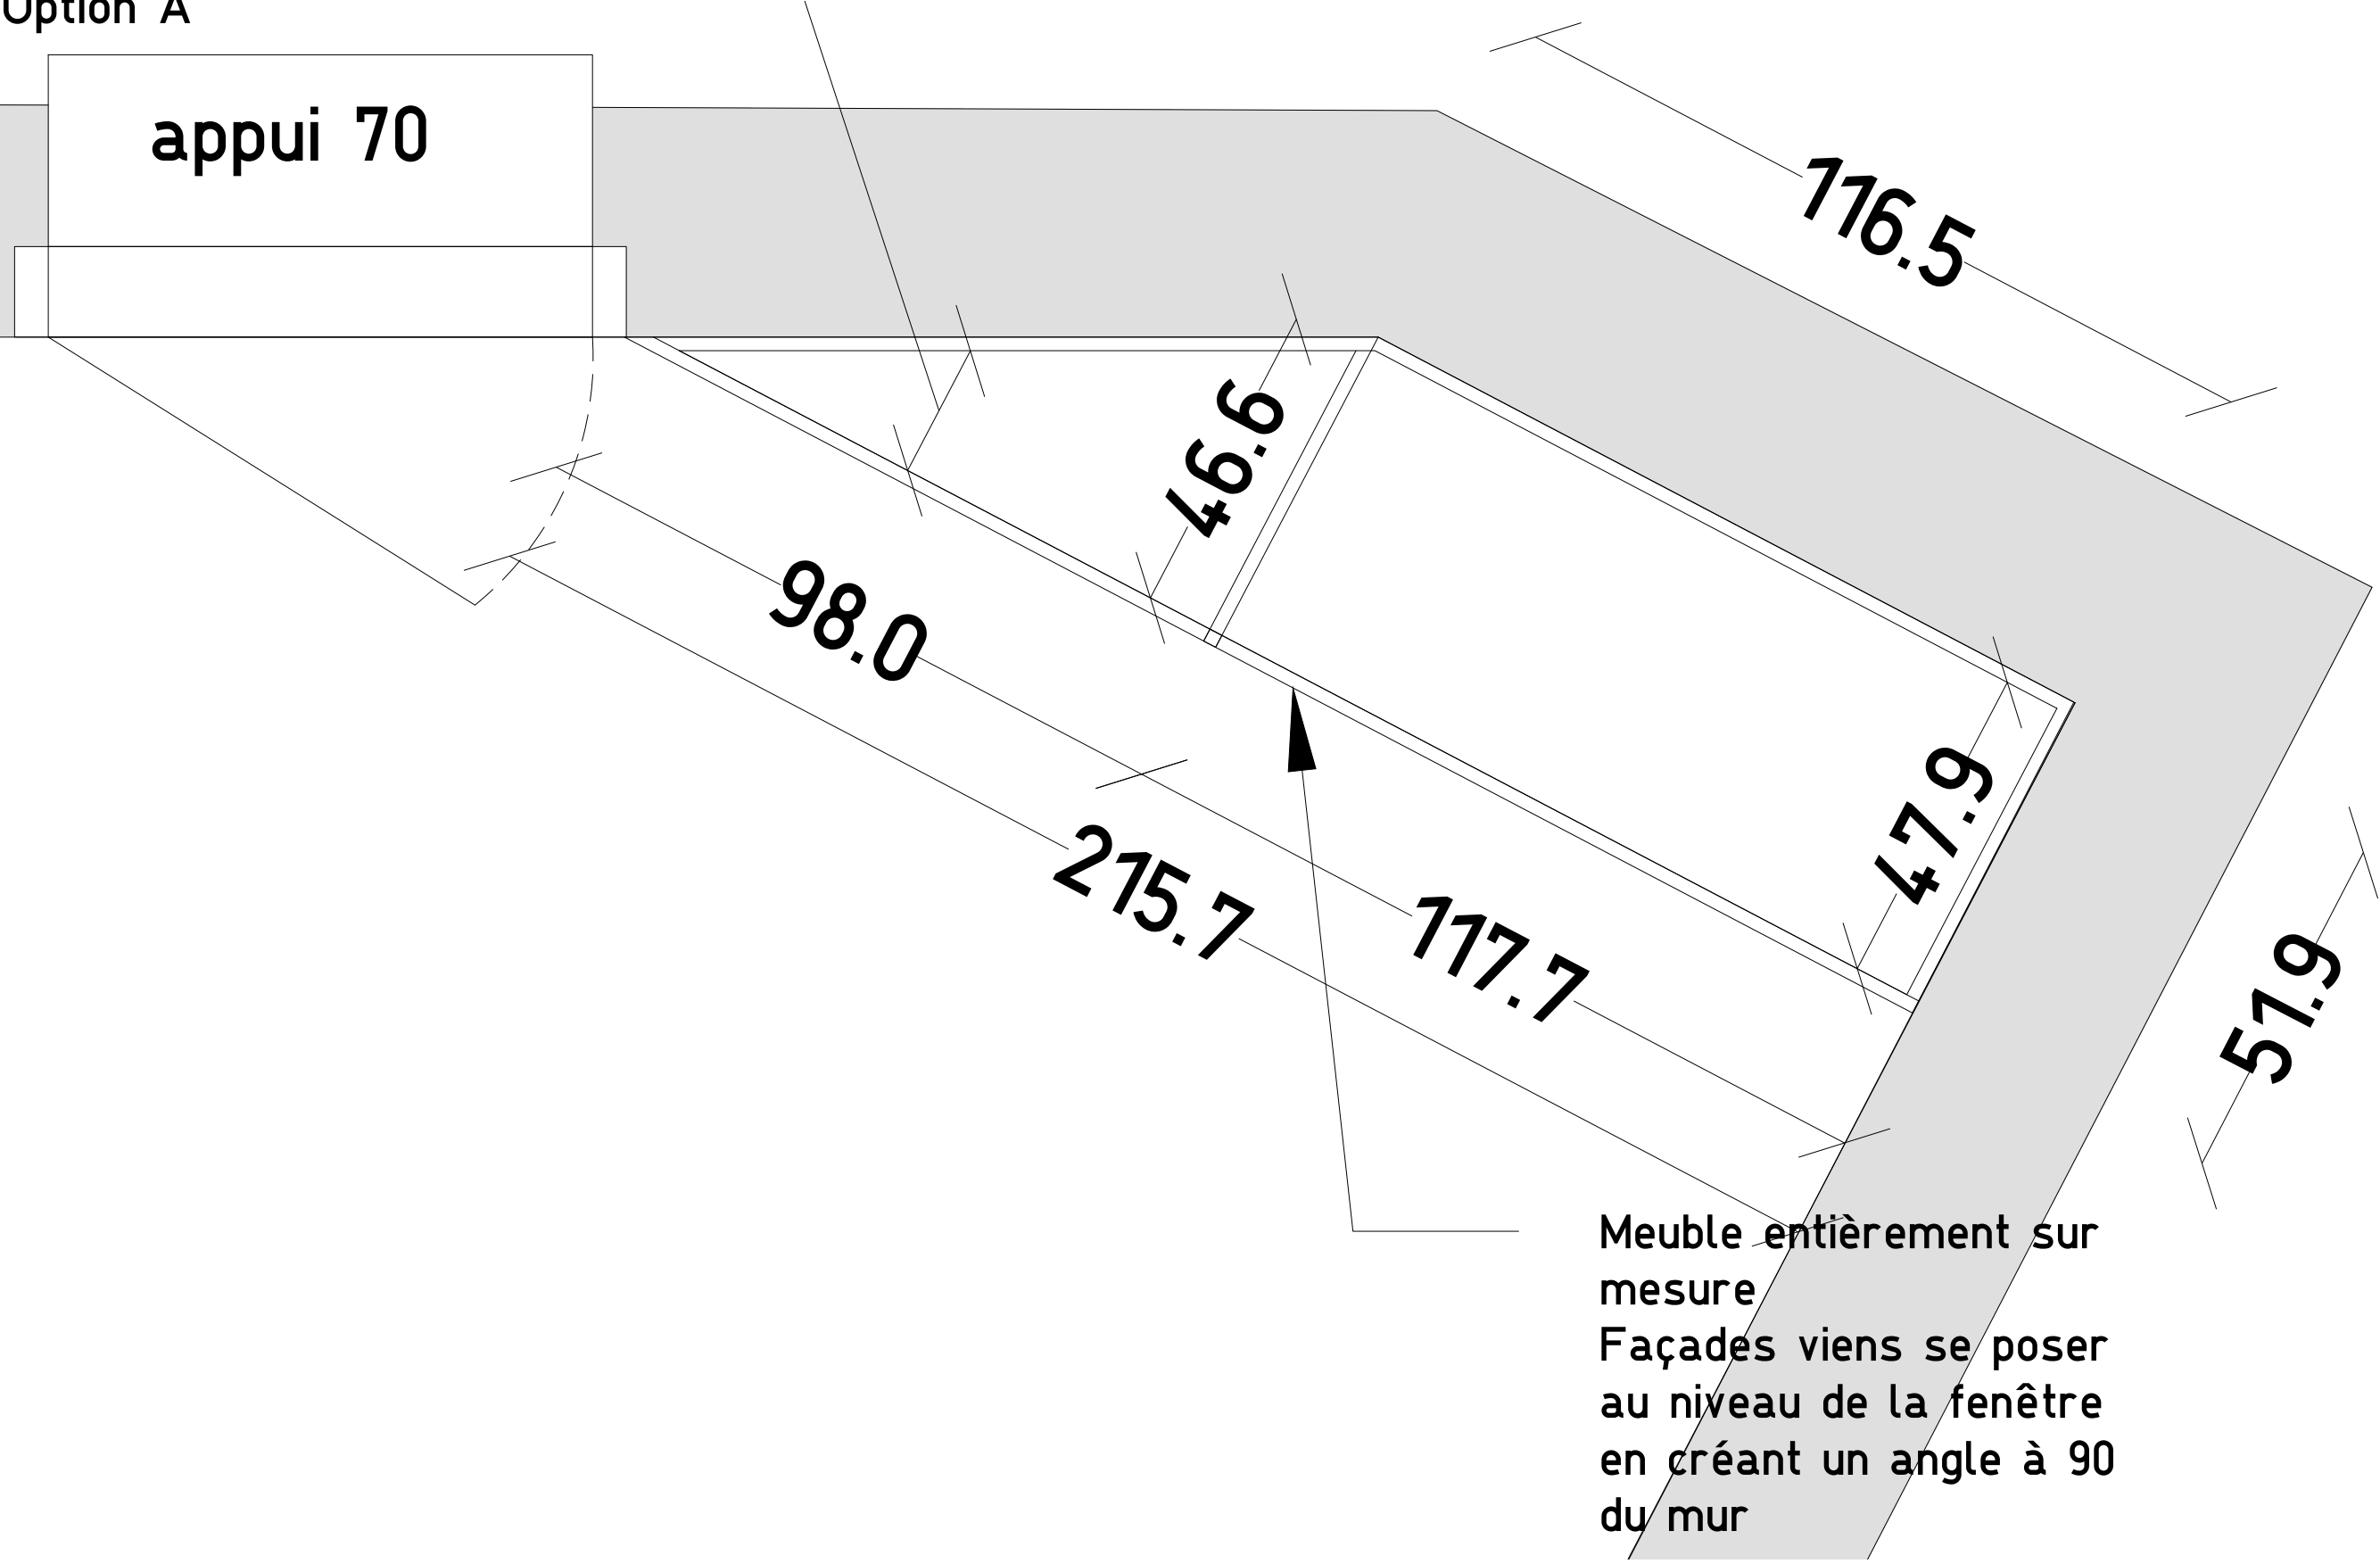 Option A
appui 70
116.5
46.6
98.0
47.9
215.7
117.7
51.9
Meuble entièrement sur
mesure
Façades viens se poser
au niveau de la fenêtre
en créant un angle à 90
du mur